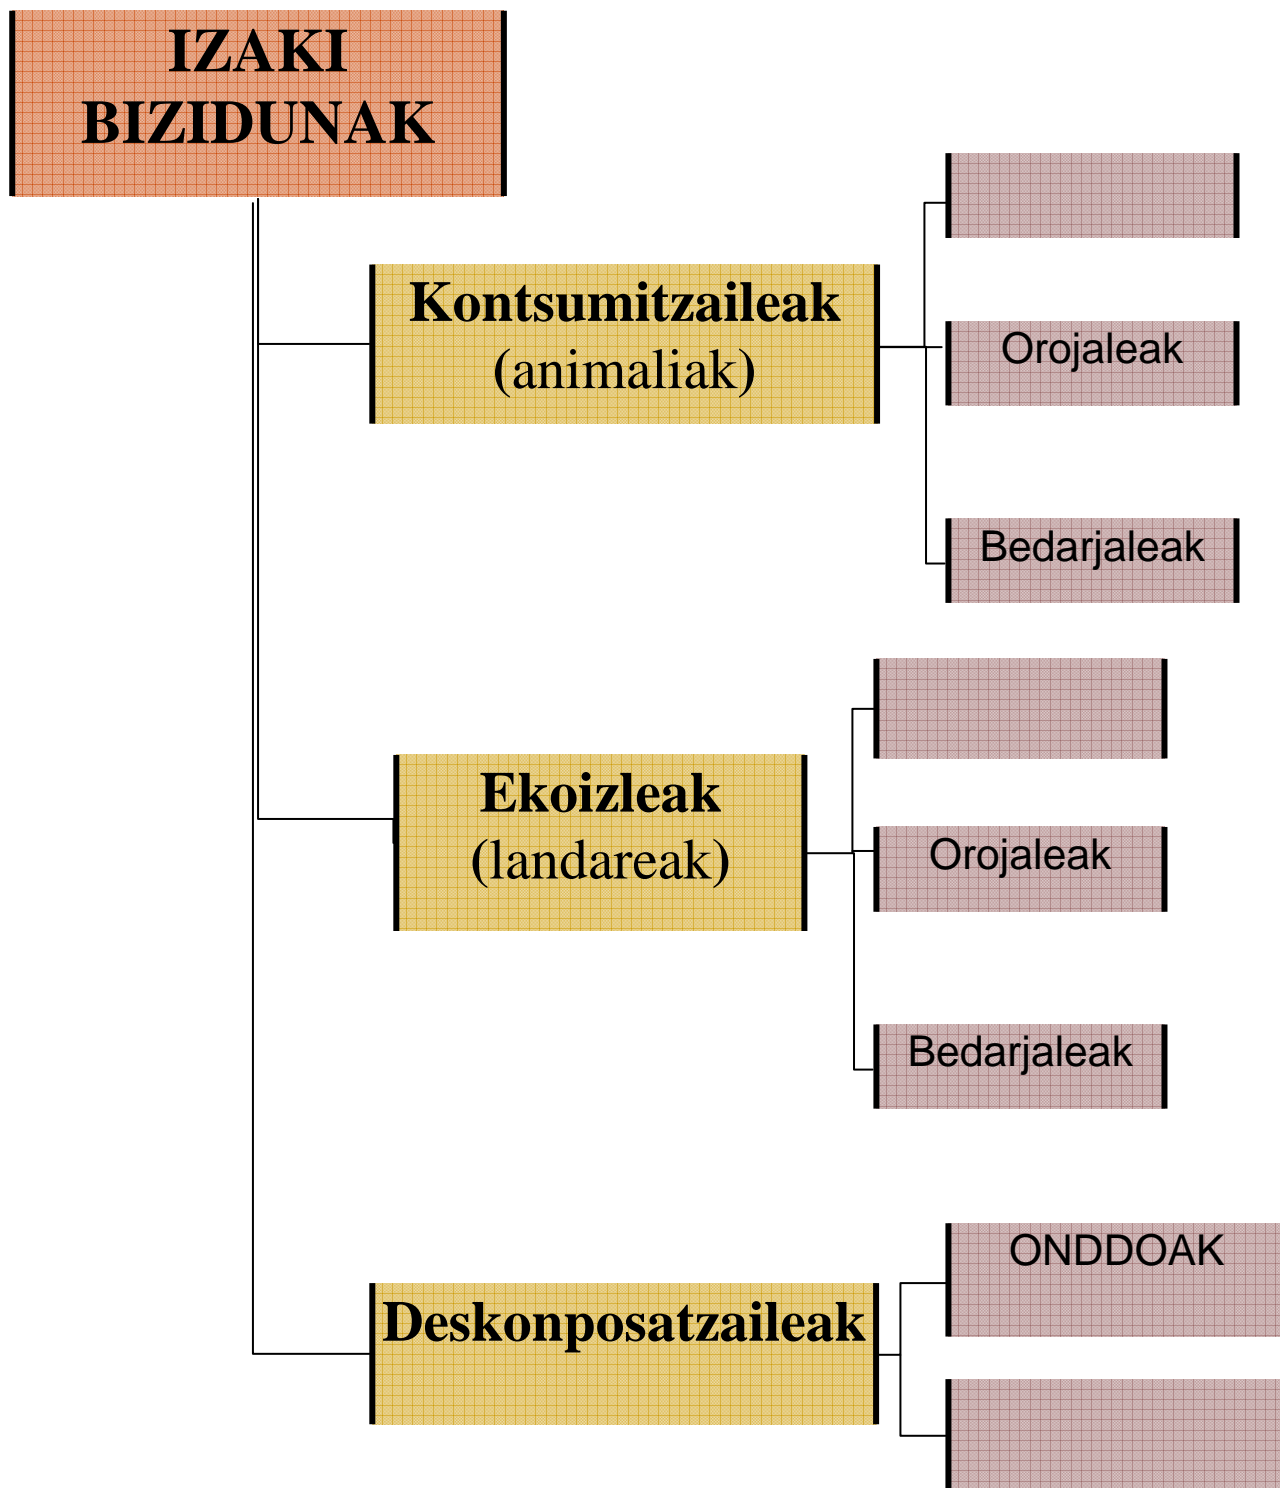 IZAKI
BIZIDUNAK
Kontsumitzaileak
(animaliak)
Orojaleak
Bedarjaleak
Ekoizleak
(landareak)
Orojaleak
Bedarjaleak
Deskonposatzaileak
ONDDOAK